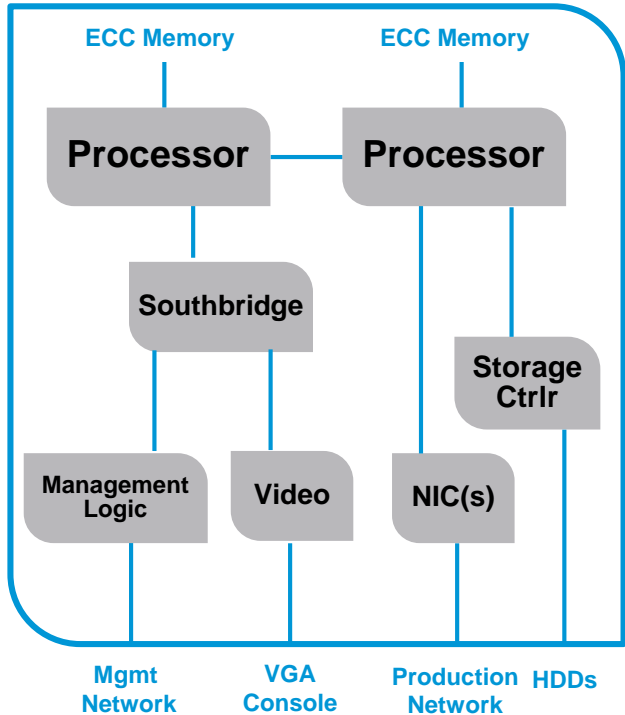 ECC Memory
ECC Memory
Processor
Processor
Southbridge
Storage
Ctrlr
Management
Logic
Video
NIC(s)
Mgmt
Network
VGA
Console
Production
Network
HDDs